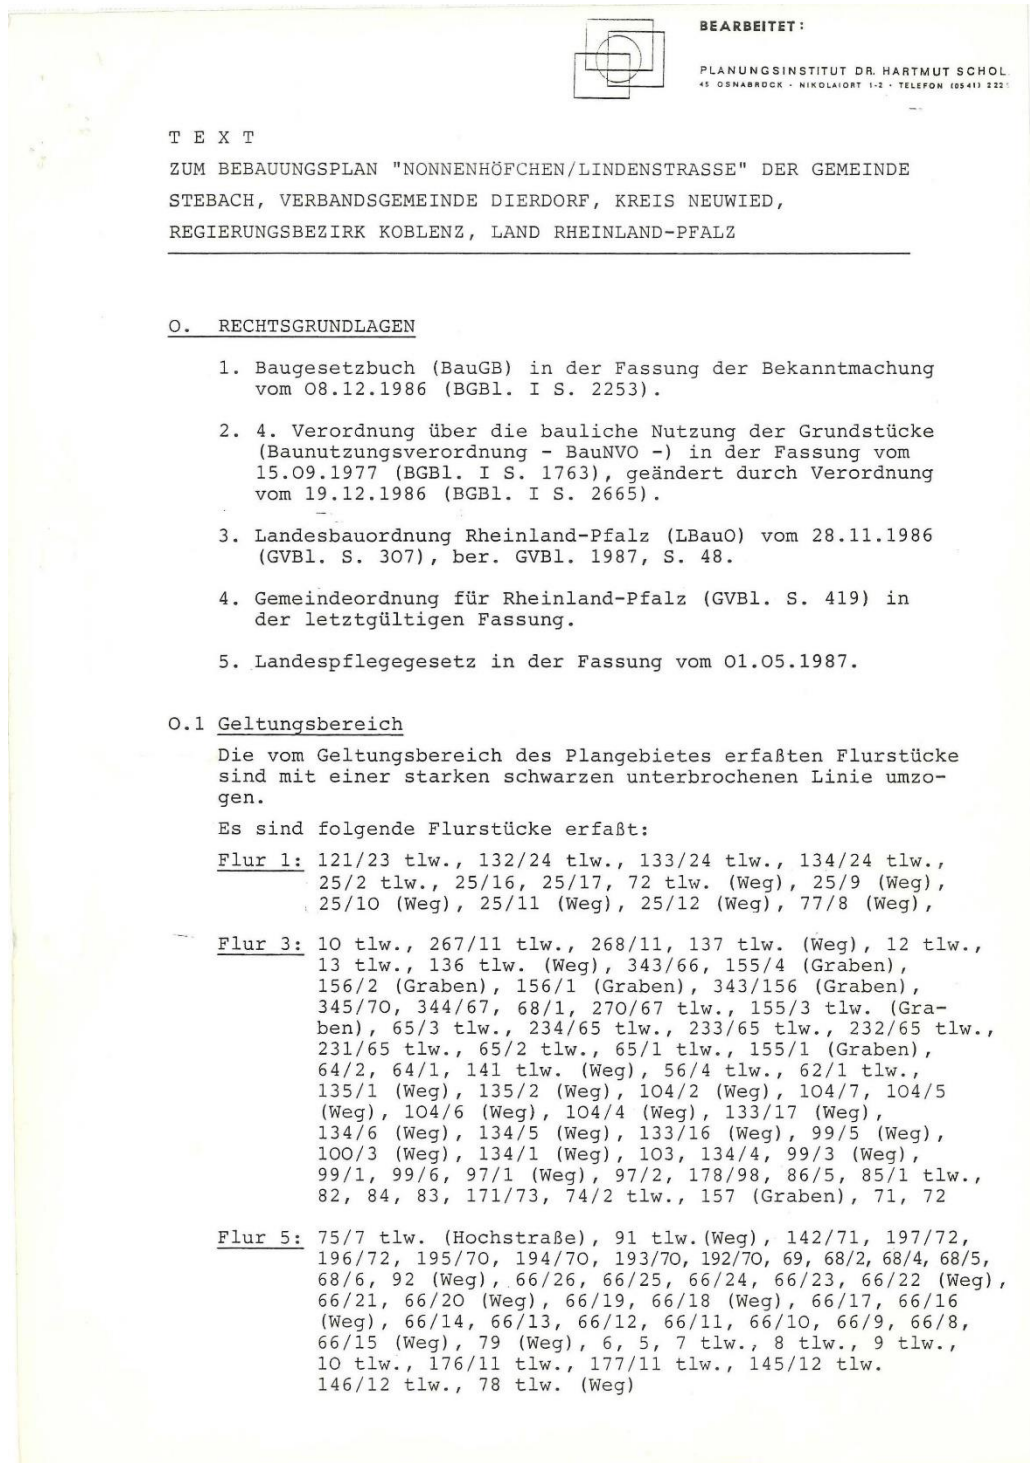 BEARBEITET:
PLANUNGSINSTITUT DR. HARTMUT SCHOL
45 OSNABRÜCK · NIKOLAIORT 1-2 · TELEFON (0541) 222
T E X T
ZUM BEBAUUNGSPLAN "NONNENHÖFCHEN/LINDENSTRASSE" DER GEMEINDE
STEBACH, VERBANDSGEMEINDE DIERDORF, KREIS NEUWIED,
REGIERUNGSBEZIRK KOBLENZ, LAND RHEINLAND-PFALZ
O. RECHTSGRUNDLAGEN
1. Baugesetzbuch (BauGB) in der Fassung der Bekanntmachung
vom 08.12.1986 (BGBl. I S. 2253).
2. 4. Verordnung über die bauliche Nutzung der Grundstücke
(Baunutzungsverordnung - BauNVO -) in der Fassung vom
15.09.1977 (BGBl. I S. 1763), geändert durch Verordnung
vom 19.12.1986 (BGBl. I S. 2665).
3. Landesbauordnung Rheinland-Pfalz (LBauO) vom 28.11.1986
(GVBl. S. 307), ber. GVBl. 1987, S. 48.
4. Gemeindeordnung für Rheinland-Pfalz (GVBl. S. 419) in
der letztgültigen Fassung.
5. Landespflegegesetz in der Fassung vom 01.05.1987.
O.1 Geltungsbereich
Die vom Geltungsbereich des Plangebietes erfaßten Flurstücke
sind mit einer starken schwarzen unterbrochenen Linie umzo-
gen.
Es sind folgende Flurstücke erfaßt:
Flur 1: 121/23 tlw., 132/24 tlw., 133/24 tlw., 134/24 tlw.,
25/2 tlw., 25/16, 25/17, 72 tlw. (Weg), 25/9 (Weg),
25/10 (Weg), 25/11 (Weg), 25/12 (Weg), 77/8 (Weg),
Flur 3: 10 tlw., 267/11 tlw., 268/11, 137 tlw. (Weg), 12 tlw.,
13 tlw., 136 tlw. (Weg), 343/66, 155/4 (Graben),
156/2 (Graben), 156/1 (Graben), 343/156 (Graben),
345/70, 344/67, 68/1, 270/67 tlw., 155/3 tlw. (Gra-
ben), 65/3 tlw., 234/65 tlw., 233/65 tlw., 232/65 tlw.,
231/65 tlw., 65/2 tlw., 65/1 tlw., 155/1 (Graben),
64/2, 64/1, 141 tlw. (Weg), 56/4 tlw., 62/1 tlw.,
135/1 (Weg), 135/2 (Weg), 104/2 (Weg), 104/7, 104/5
(Weg), 104/6 (Weg), 104/4 (Weg), 133/17 (Weg),
134/6 (Weg), 134/5 (Weg), 133/16 (Weg), 99/5 (Weg),
100/3 (Weg), 134/1 (Weg), 103, 134/4, 99/3 (Weg),
99/1, 99/6, 97/1 (Weg), 97/2, 178/98, 86/5, 85/1 tlw.,
82, 84, 83, 171/73, 74/2 tlw., 157 (Graben), 71, 72
Flur 5: 75/7 tlw. (Hochstraße), 91 tlw.(Weg), 142/71, 197/72,
196/72, 195/70, 194/70, 193/70, 192/70, 69, 68/2, 68/4, 68/5,
68/6, 92 (Weg), 66/26, 66/25, 66/24, 66/23, 66/22 (Weg),
66/21, 66/20 (Weg), 66/19, 66/18 (Weg), 66/17, 66/16
(Weg), 66/14, 66/13, 66/12, 66/11, 66/10, 66/9, 66/8,
66/15 (Weg), 79 (Weg), 6, 5, 7 tlw., 8 tlw., 9 tlw.,
10 tlw., 176/11 tlw., 177/11 tlw., 145/12 tlw.
146/12 tlw., 78 tlw. (Weg)